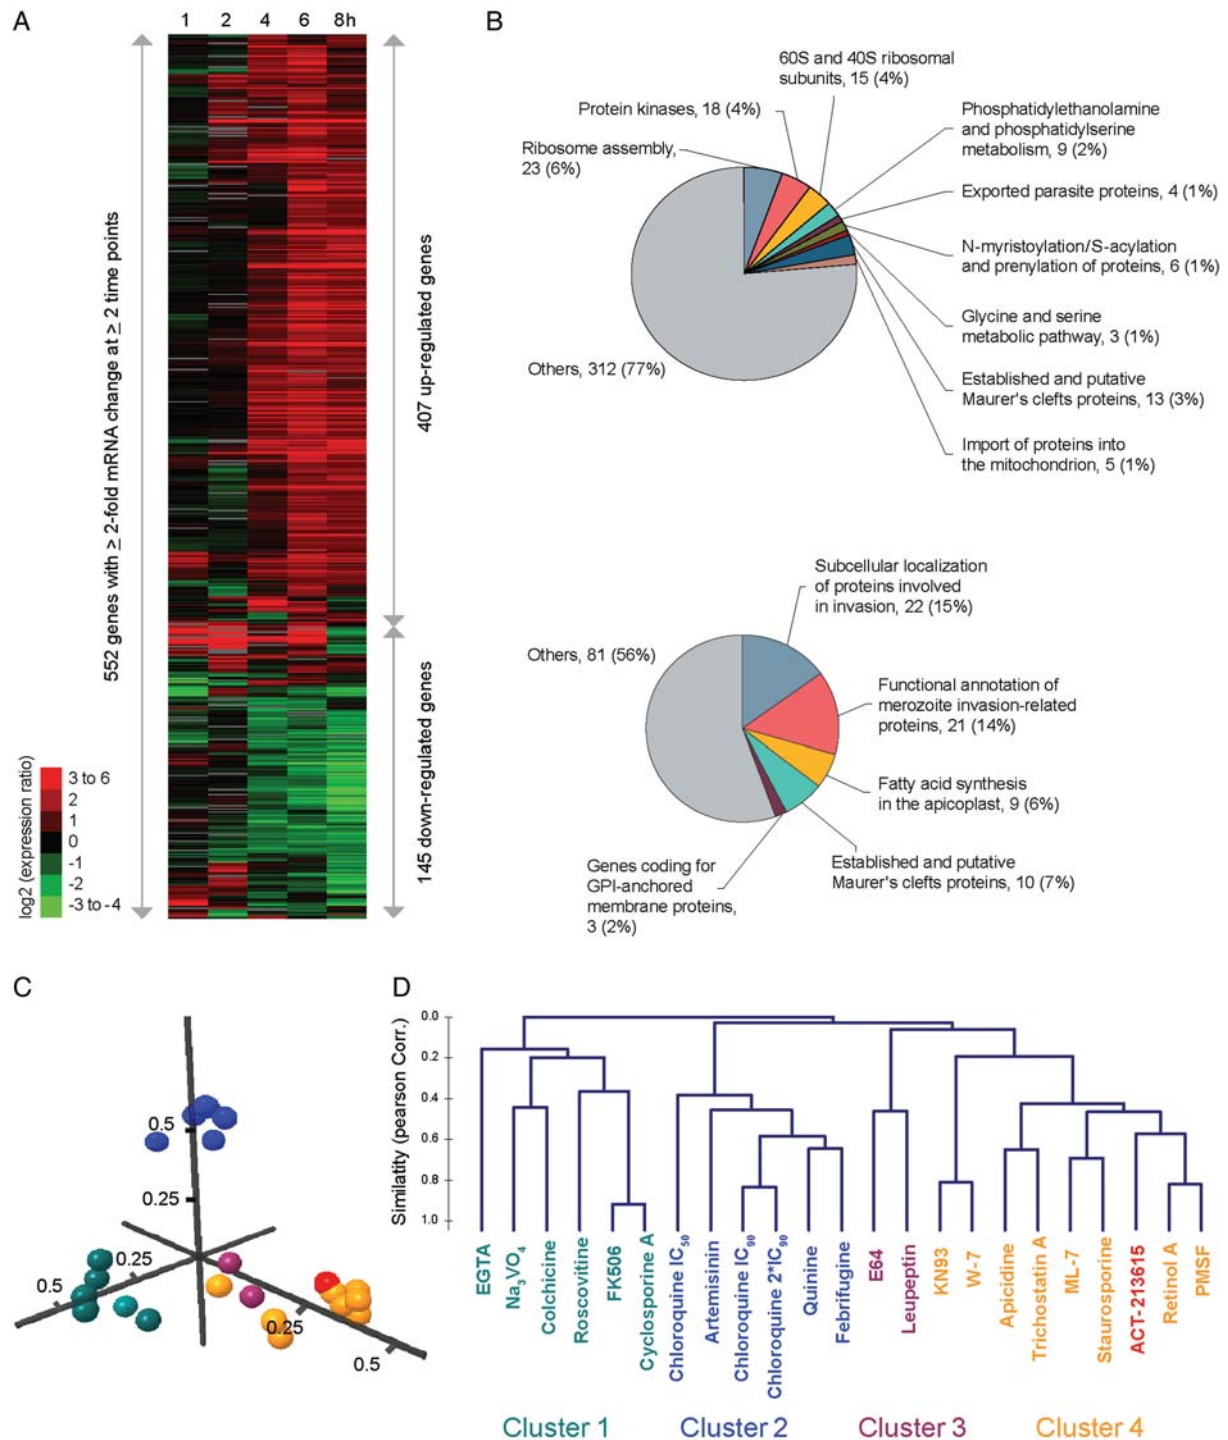 A
1 2 4 6 8h
552 genes with ≥ 2-fold mRNA change at ≥ 2 time points
407 up-regulated genes
145 down-regulated genes
log2 (expression ratio)
3 to 6
2
1
0
-1
-2
-3 to - 4
B
60S and 40S ribosomal
subunits, 15 (4%)
Protein kinases, 18 (4%)
Ribosome assembly,
23 (6%)
Phosphatidylethanolamine
and phosphatidylserine
metabolism, 9 (2%)
Exported parasite proteins, 4 (1%)
N-myristoylation/S-acylation
and prenylation of proteins, 6 (1%)
Glycine and serine
metabolic pathway, 3 (1%)
Established and putative
Maurer's clefts proteins, 13 (3%)
Import of proteins into
the mitochondrion, 5 (1%)
Others, 312 (77%)
Subcellular localization
of proteins involved
in invasion, 22 (15%)
Others, 81 (56%)
Functional annotation of
merozoite invasion-related
proteins, 21 (14%)
Fatty acid synthesis
in the apicoplast, 9 (6%)
Established and putative
Maurer's clefts proteins, 10 (7%)
Genes coding for
GPI-anchored
membrane proteins,
3 (2%)
C
0.5
0.25
0.25
0.5
0.25
0.5
D
Similatity (pearson Corr.)
0.0
0.2
0.4
0.6
0.8
1.0
EGTA
Na3VO4
Colchicine
Roscovitine
FK506
Cyclosporine A
Chloroquine IC50
Artemisinin
Chloroquine IC90
Chloroquine 2*IC90
Quinine
Febrifugine
E64
Leupeptin
KN93
W-7
Apicidine
Trichostatin A
ML-7
Staurosporine
ACT-213615
Retinol A
PMSF
Cluster 1 Cluster 2 Cluster 3 Cluster 4